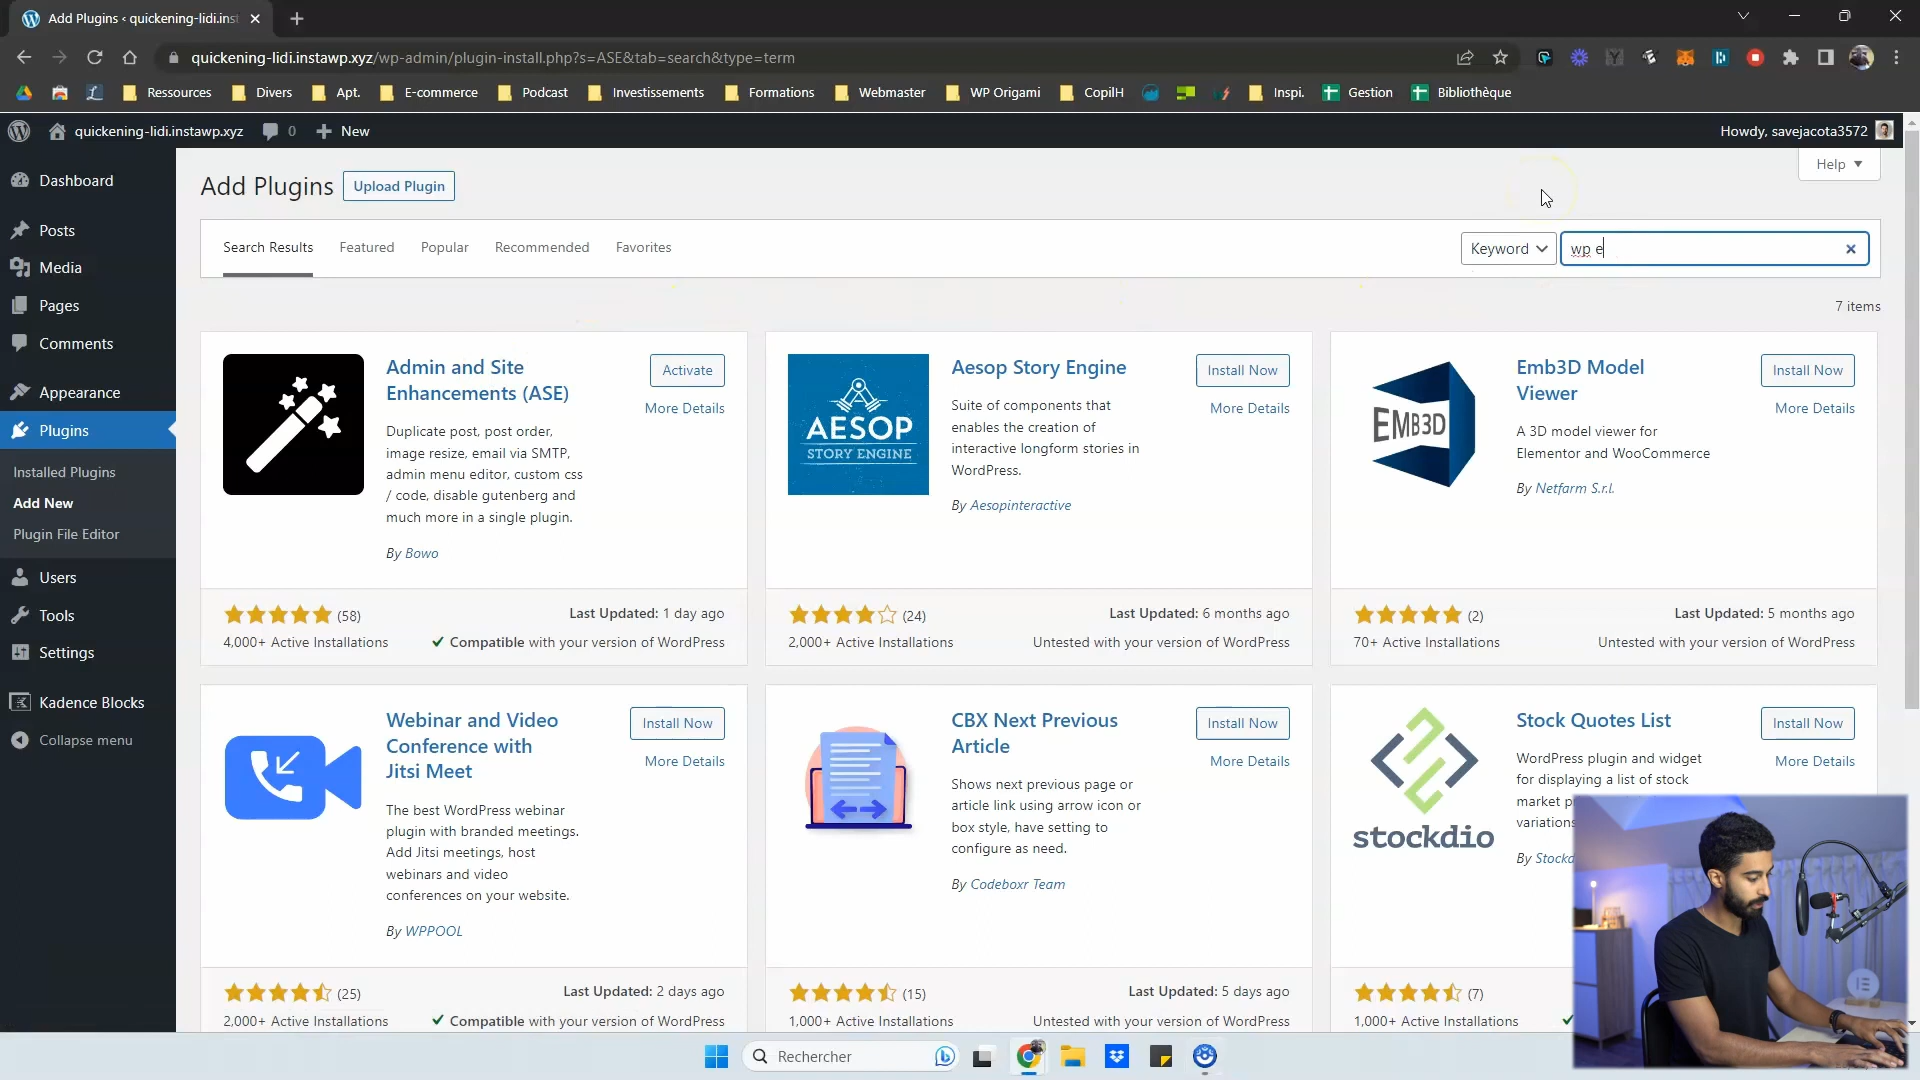 Add Plugins ‹ quickening-lidi.inst
quickening-lidi.instawp.xyz/wp-admin/plugin-install.php?s=ASE&tab=search&type=term
Ressources
Divers
Apt.
E-commerce
Podcast
Investissements
Formations
Webmaster
WP Origami
CopilH
Inspi.
Gestion
Bibliothèque
quickening-lidi.instawp.xyz
0
New
Howdy, savejacota3572
Dashboard
Posts
Media
Pages
Comments
Appearance
Plugins
Installed Plugins
Add New
Plugin File Editor
Users
Tools
Settings
Kadence Blocks
Collapse menu
Help
Add Plugins
Upload Plugin
Search Results
Featured
Popular
Recommended
Favorites
Keyword
wp e
7 items
Admin and Site
Enhancements (ASE)
Activate
More Details
Duplicate post, post order,
image resize, email via SMTP,
admin menu editor, custom css
/ code, disable gutenberg and
much more in a single plugin.
By Bowo
(58)
Last Updated: 1 day ago
4,000+ Active Installations
Compatible with your version of WordPress
AESOP
STORY ENGINE
Aesop Story Engine
Install Now
More Details
Suite of components that
enables the creation of
interactive longform stories in
WordPress.
By Aesopinteractive
(24)
Last Updated: 6 months ago
2,000+ Active Installations
Untested with your version of WordPress
EMB3D
Emb3D Model
Viewer
Install Now
More Details
A 3D model viewer for
Elementor and WooCommerce
By Netfarm S.r.l.
(2)
Last Updated: 5 months ago
70+ Active Installations
Untested with your version of WordPress
Webinar and Video
Conference with
Jitsi Meet
Install Now
More Details
The best WordPress webinar
plugin with branded meetings.
Add Jitsi meetings, host
webinars and video
conferences on your website.
By WPPOOL
(25)
Last Updated: 2 days ago
2,000+ Active Installations
Compatible with your version of WordPress
CBX Next Previous
Article
Install Now
More Details
Shows next previous page or
article link using arrow icon or
box style, have setting to
configure as need.
By Codeboxr Team
(15)
Last Updated: 5 days ago
1,000+ Active Installations
Untested with your version of WordPress
stockdio
Stock Quotes List
Install Now
More Details
WordPress plugin and widget
for displaying a list of stock
market
variations
By
(7)
1,000+ Active Installations
Rechercher